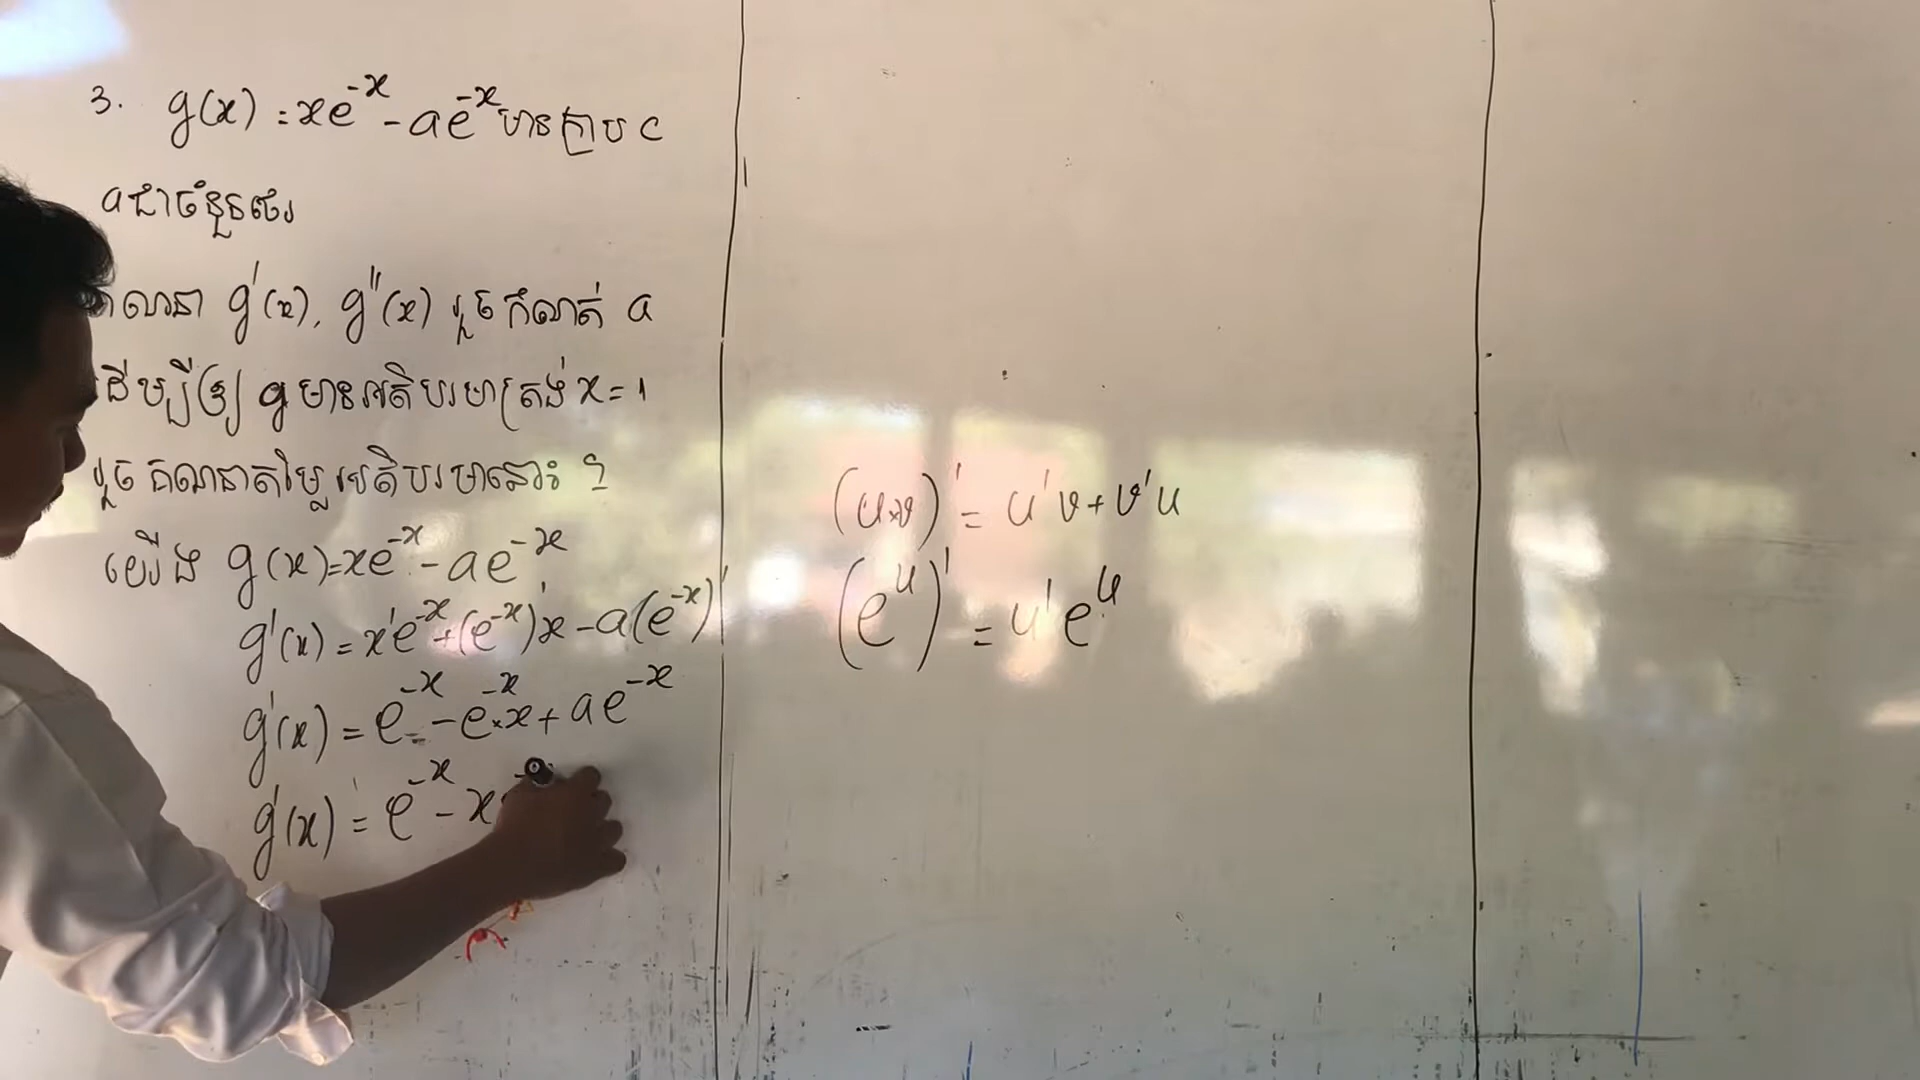 3. g(x) = xe^{-x} - ae^{-x} មានក្រាប C
a ជាចំនួនថេរ
គណនា g'(x), g''(x) រួចកំណត់ a
ដើម្បីឲ្យ g មានអតិបរមាត្រង់ x = 1
រួចគណនាតម្លៃអតិបរមានោះ ?
យើង g(x) = xe^{-x} - ae^{-x}
g'(x) = x'e^{-x} + (e^{-x})'x - a(e^{-x})'
g'(x) = e^{-x} - e^{-x}×x + ae^{-x}
g'(x) = e^{-x} - x
(u×v)' = u'v + v'u
(e^u)' = u'e^u